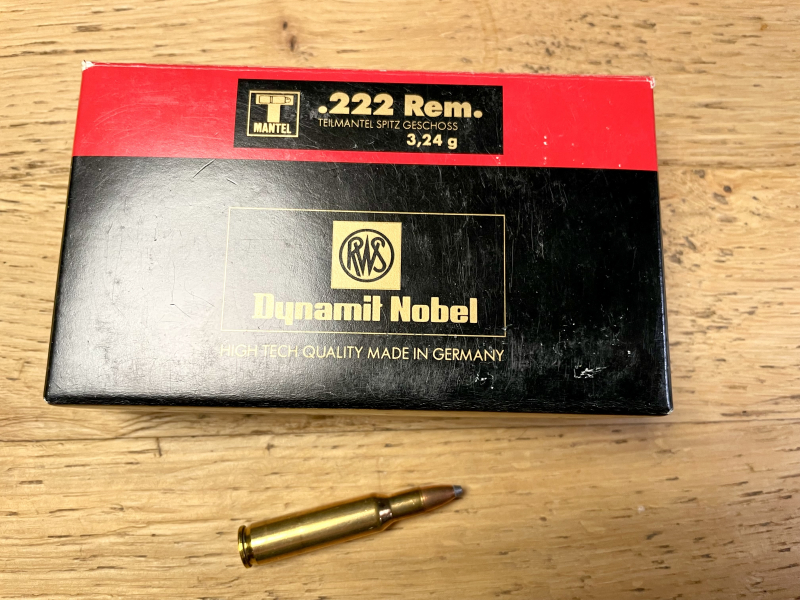 T
MANTEL
.222 Rem.
TEILMANTEL SPITZ GESCHOSS
3,24 g
RWS
Dynamit Nobel
HIGH TECH QUALITY MADE IN GERMANY